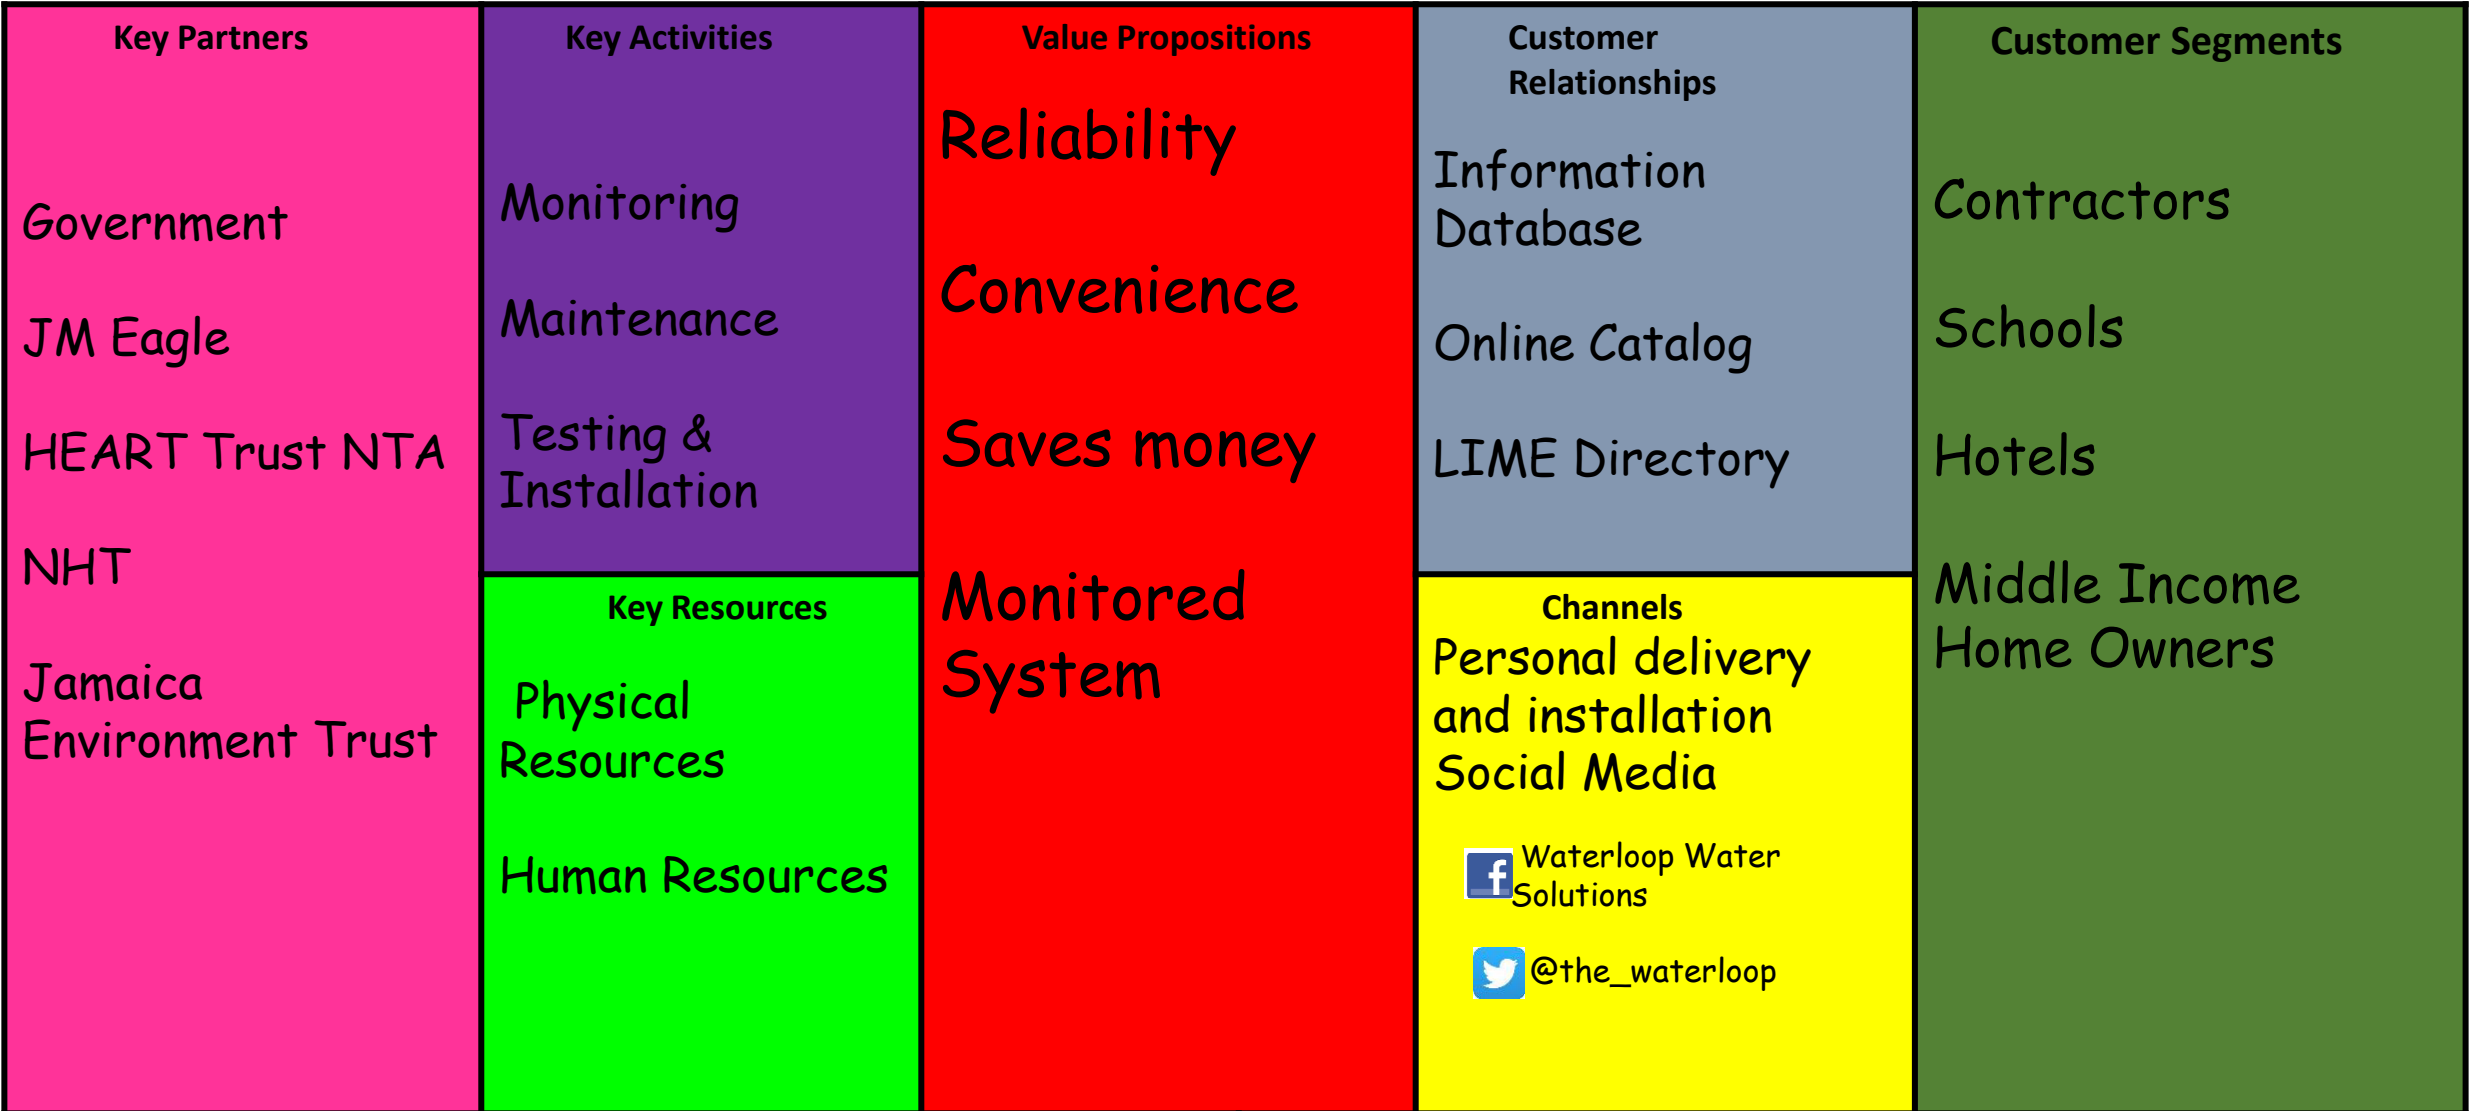 Key Partners
Government
JM Eagle
HEART Trust NTA
NHT
Jamaica
Environment Trust
Key Activities
Monitoring
Maintenance
Testing &
Installation
Key Resources
Physical
Resources
Human Resources
Value Propositions
Reliability
Convenience
Saves money
Monitored
System
Customer
Relationships
Information
Database
Online Catalog
LIME Directory
Channels
Personal delivery
and installation
Social Media
f Waterloop Water
Solutions
@the_waterloop
Customer Segments
Contractors
Schools
Hotels
Middle Income
Home Owners